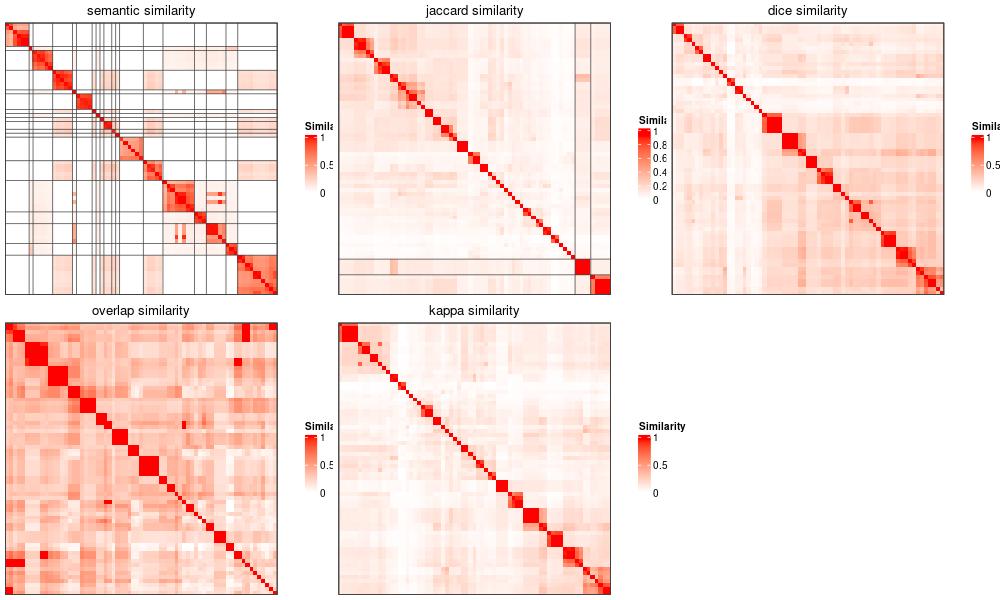 semantic similarity
Simila
1
0.5
0
jaccard similarity
Simila
1
0.8
0.6
0.4
0.2
0
dice similarity
Simila
1
0.5
0
overlap similarity
Simila
1
0.5
0
kappa similarity
Similarity
1
0.5
0